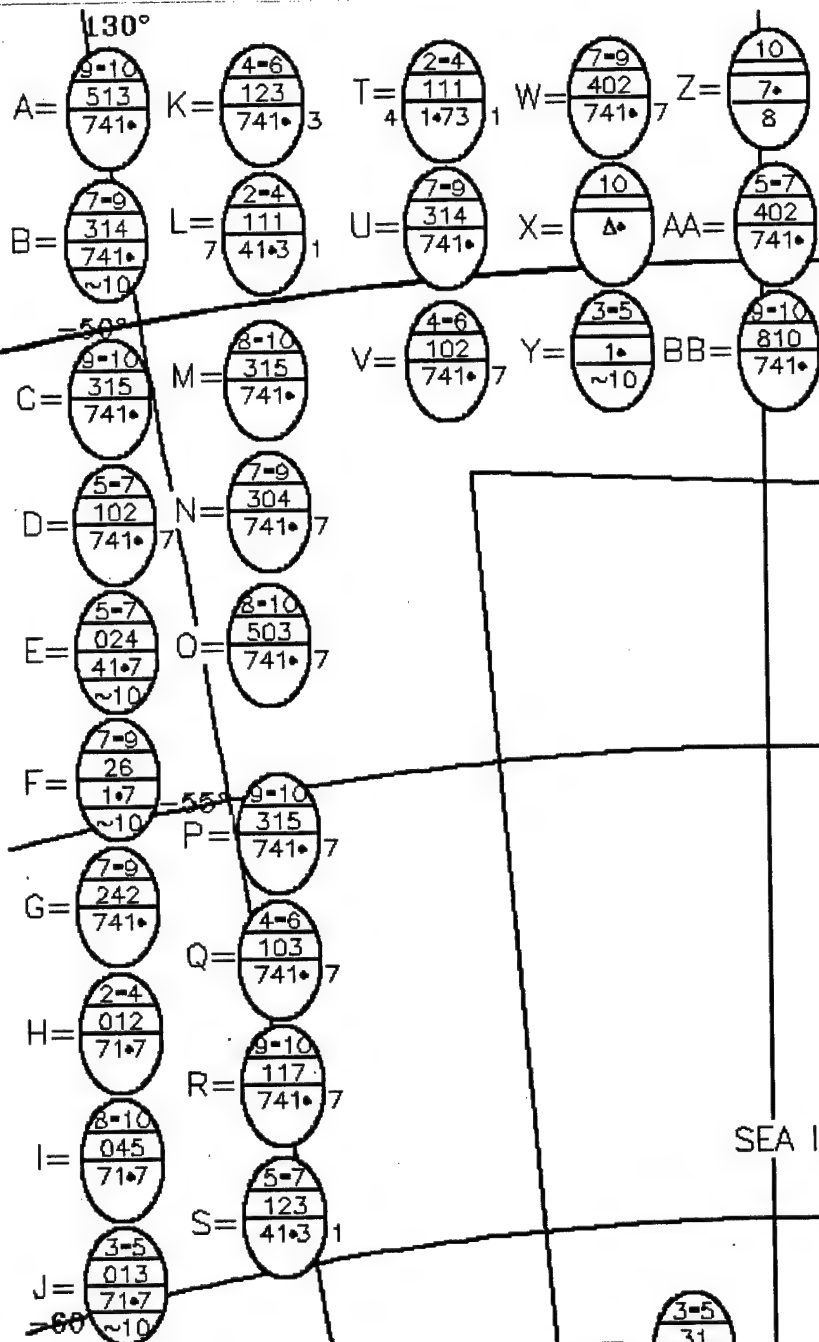 130°
A=
9-10
513
741•
B=
7-9
314
741•
~10
-50°
C=
9-10
315
741•
D=
5-7
102
741• 7
E=
5-7
024
41•7
~10
F=
7-9
26
1•7
~10
-55°
G=
7-9
242
741•
H=
2-4
012
71•7
I=
8-10
045
71•7
J=
3-5
013
71•7
~10
-60
K=
4-6
123
741• 3
L=
2-4
111
7 41•3 1
M=
8-10
315
741•
N=
7-9
304
741• 7
O=
8-10
503
741• 7
P=
9-10
315
741• 7
Q=
4-6
103
741• 7
R=
9-10
117
741• 7
S=
5-7
123
41•3 1
T=
2-4
111
4 1•73 1
U=
7-9
314
741•
V=
4-6
102
741• 7
W=
7-9
402
741• 7
X=
10
Δ•
Y=
3-5
1•
~10
Z=
10
7•
8
AA=
5-7
402
741•
BB=
9-10
810
741•
SEA I
3-5
31